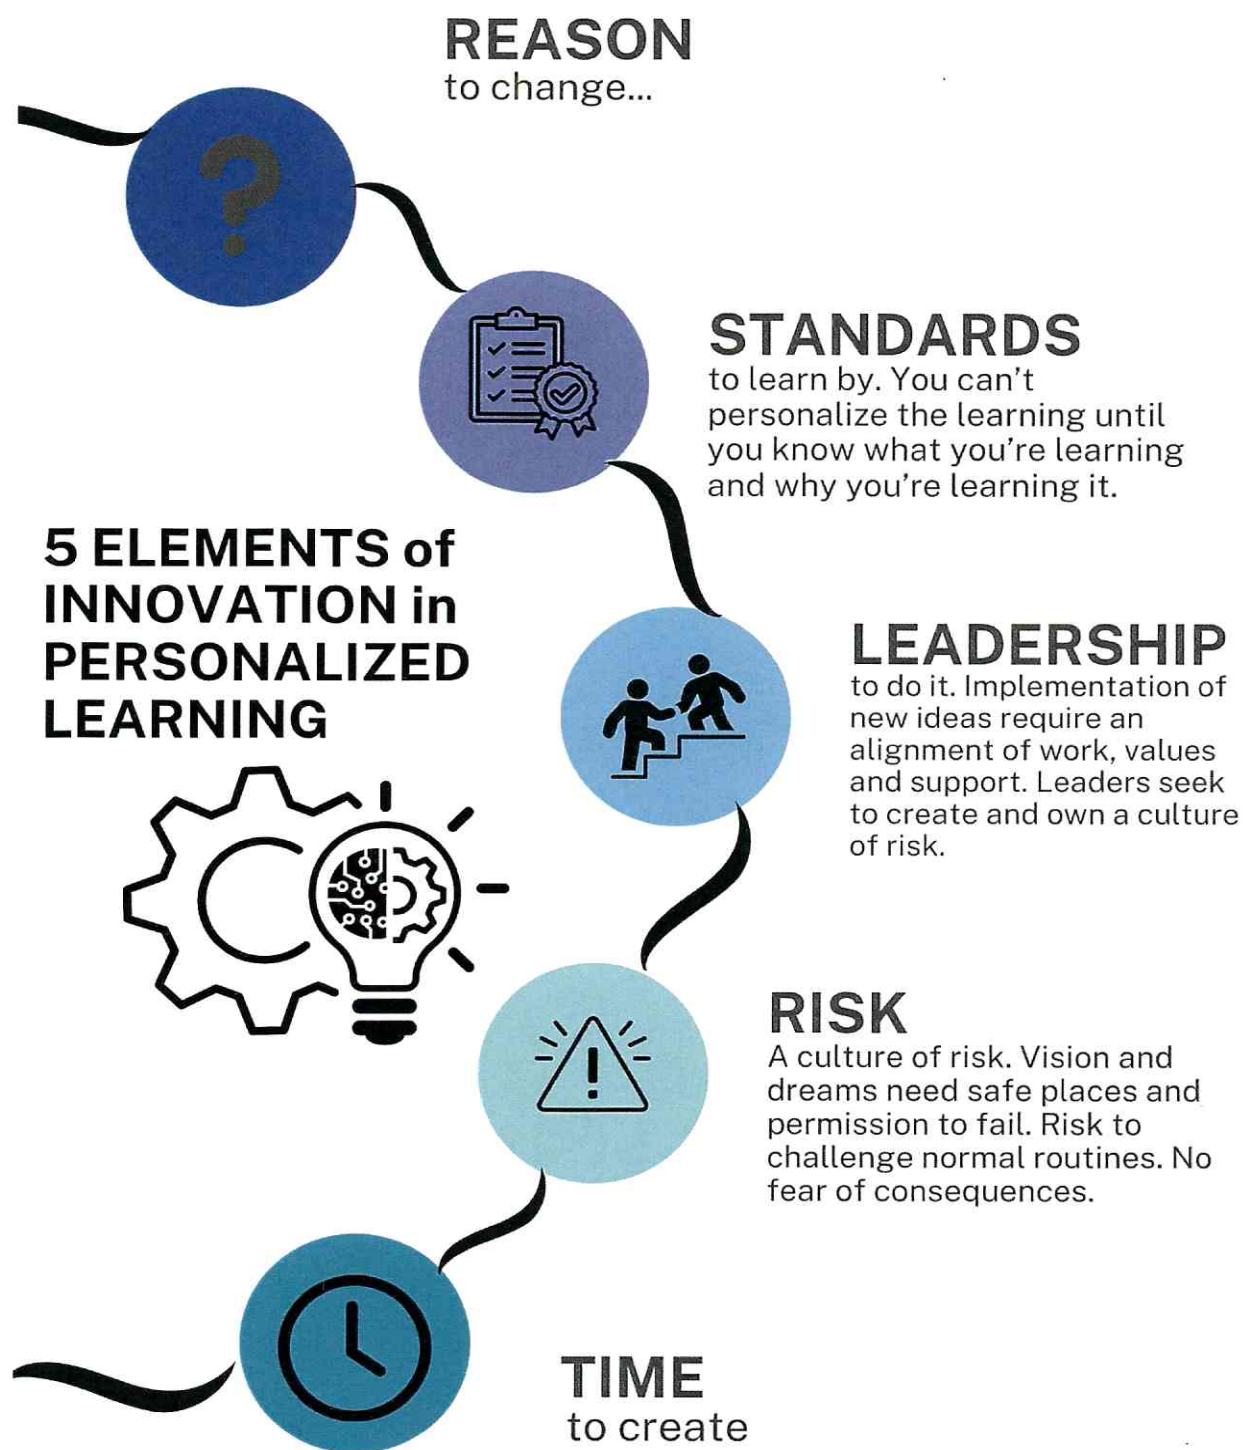 REASON
to change...
STANDARDS
to learn by. You can't
personalize the learning until
you know what you're learning
and why you're learning it.
5 ELEMENTS of
INNOVATION in
PERSONALIZED
LEARNING
LEADERSHIP
to do it. Implementation of
new ideas require an
alignment of work, values
and support. Leaders seek
to create and own a culture
of risk.
RISK
A culture of risk. Vision and
dreams need safe places and
permission to fail. Risk to
challenge normal routines. No
fear of consequences.
TIME
to create